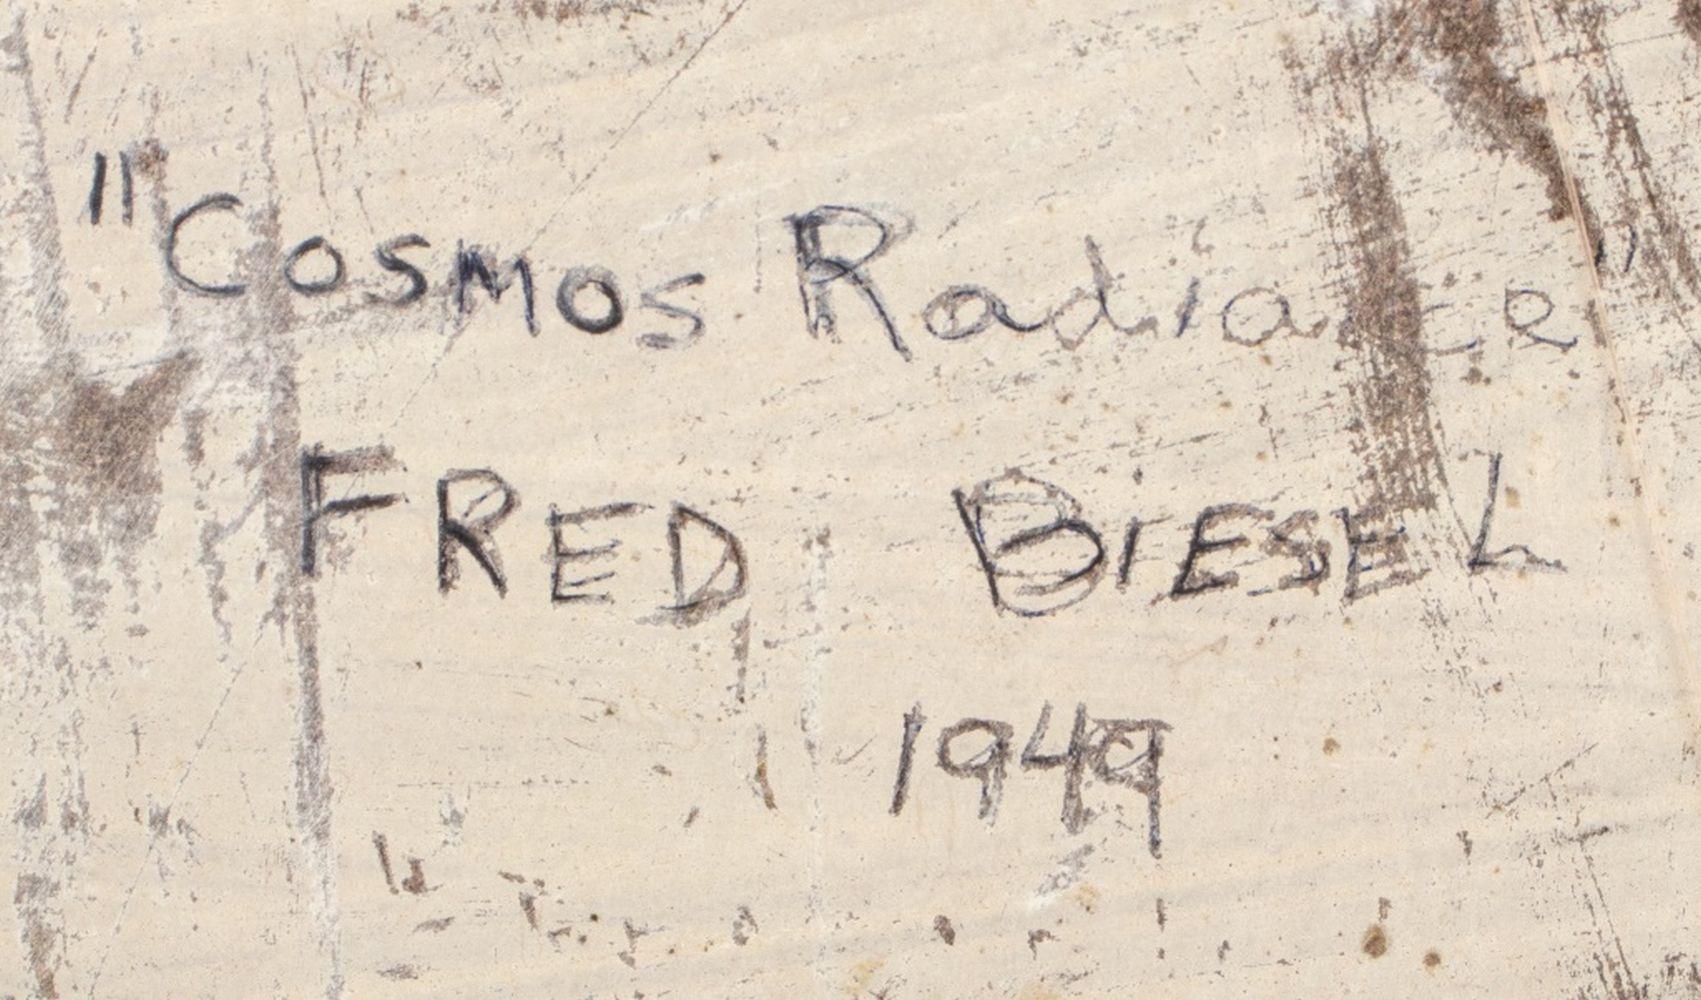 "Cosmos Radiance"
FRED BIESEL
1949